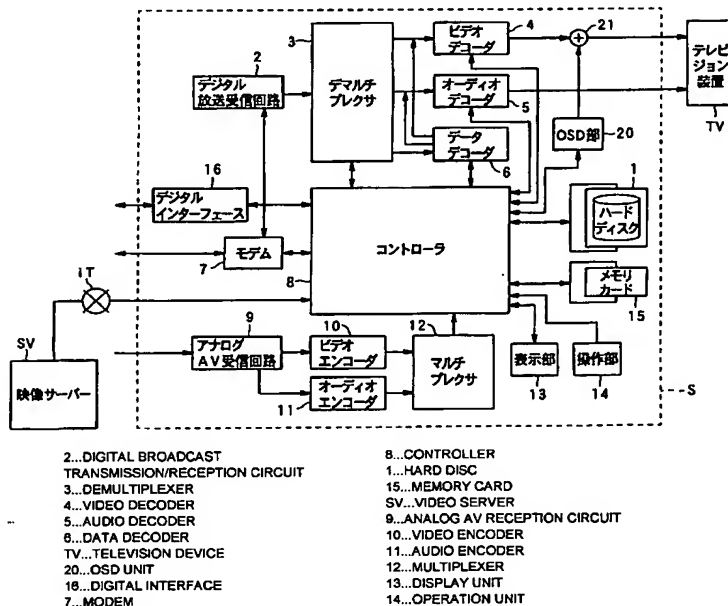 3
4
21
ビデオ
デコーダ
テレビ
ジョン
装置
TV
2
デジタル
放送受信回路
デマルチ
プレクサ
オーディオ
デコーダ
5
OSD部
20
データ
デコーダ
6
16
デジタル
インターフェース
1
ハード
ディスク
モデム
7
コントローラ
8
メモリ
カード
15
iT
SV
映像サーバー
9
アナログ
AV受信回路
10
ビデオ
エンコーダ
オーディオ
エンコーダ
11
12
マルチ
プレクサ
表示部
13
操作部
14
S
2...DIGITAL BROADCAST
TRANSMISSION/RECEPTION CIRCUIT
3...DEMULTIPLEXER
4...VIDEO DECODER
5...AUDIO DECODER
6...DATA DECODER
TV...TELEVISION DEVICE
20...OSD UNIT
16...DIGITAL INTERFACE
7...MODEM
8...CONTROLLER
1...HARD DISC
15...MEMORY CARD
SV...VIDEO SERVER
9...ANALOG AV RECEPTION CIRCUIT
10...VIDEO ENCODER
11...AUDIO ENCODER
12...MULTIPLEXER
13...DISPLAY UNIT
14...OPERATION UNIT